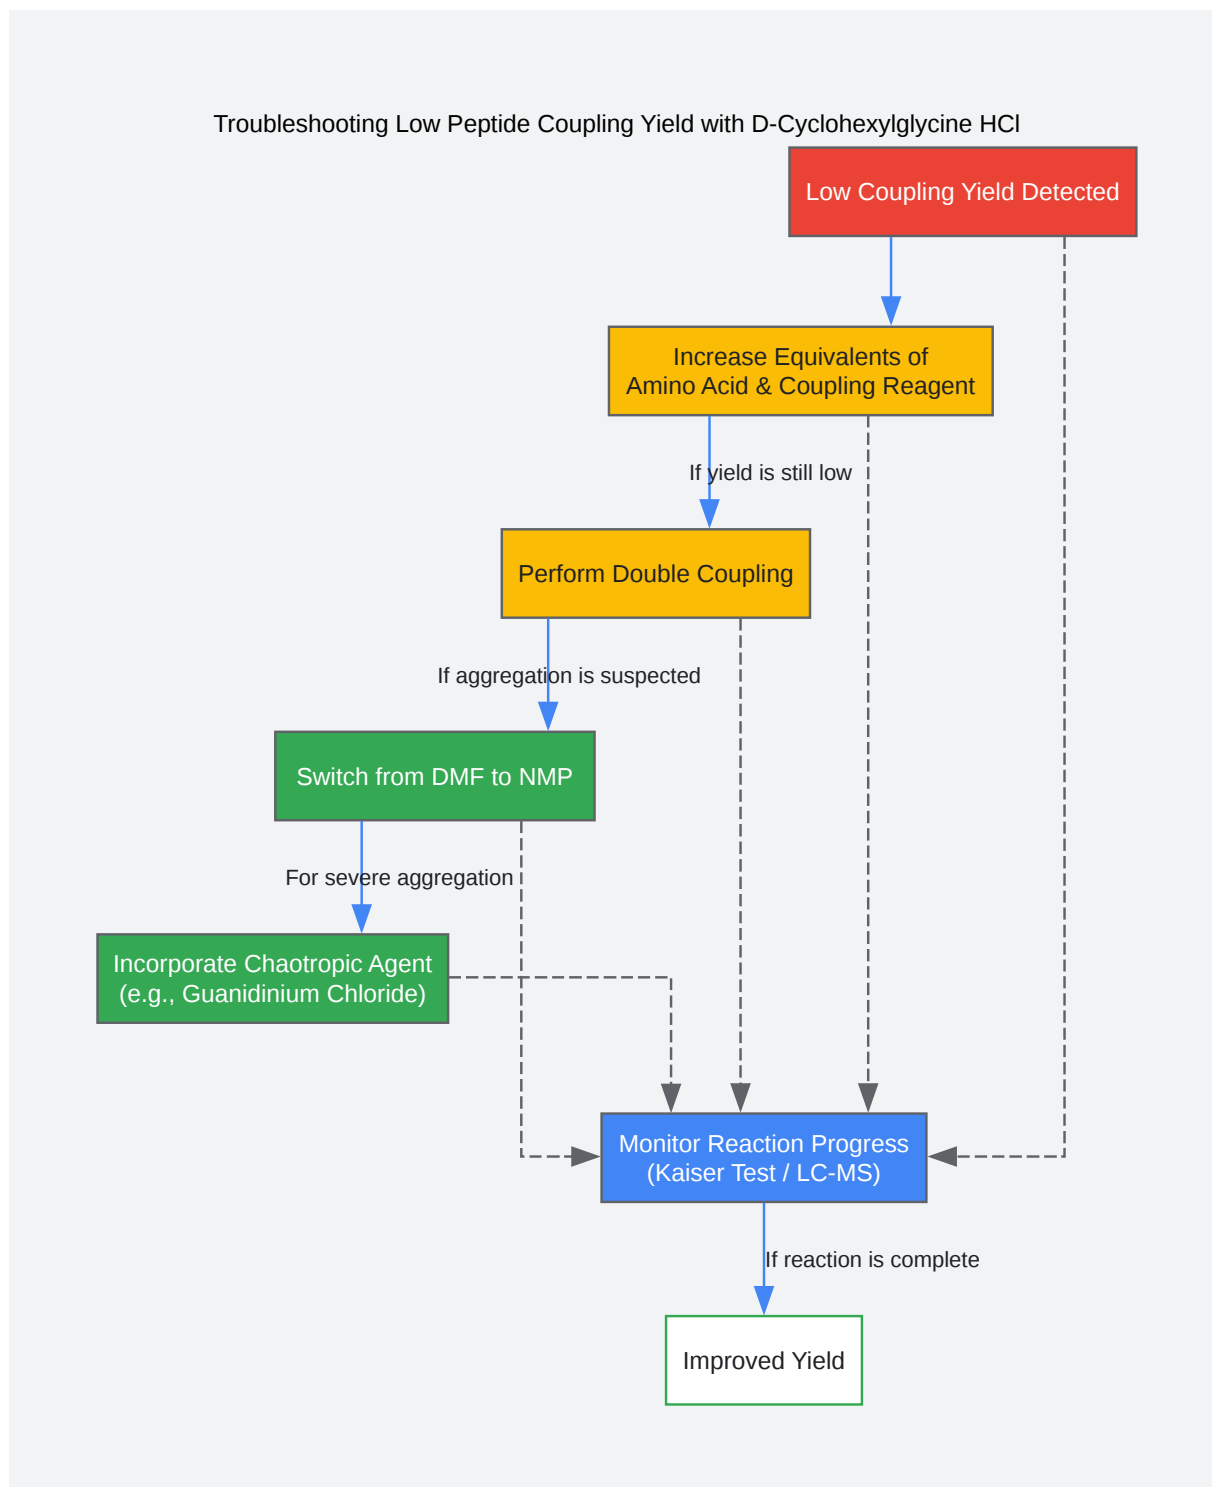 Troubleshooting Low Peptide Coupling Yield with D-Cyclohexylglycine HCl
Low Coupling Yield Detected
Increase Equivalents of
Amino Acid & Coupling Reagent
If yield is still low
Perform Double Coupling
If aggregation is suspected
Switch from DMF to NMP
For severe aggregation
Incorporate Chaotropic Agent
(e.g., Guanidinium Chloride)
Monitor Reaction Progress
(Kaiser Test / LC-MS)
If reaction is complete
Improved Yield